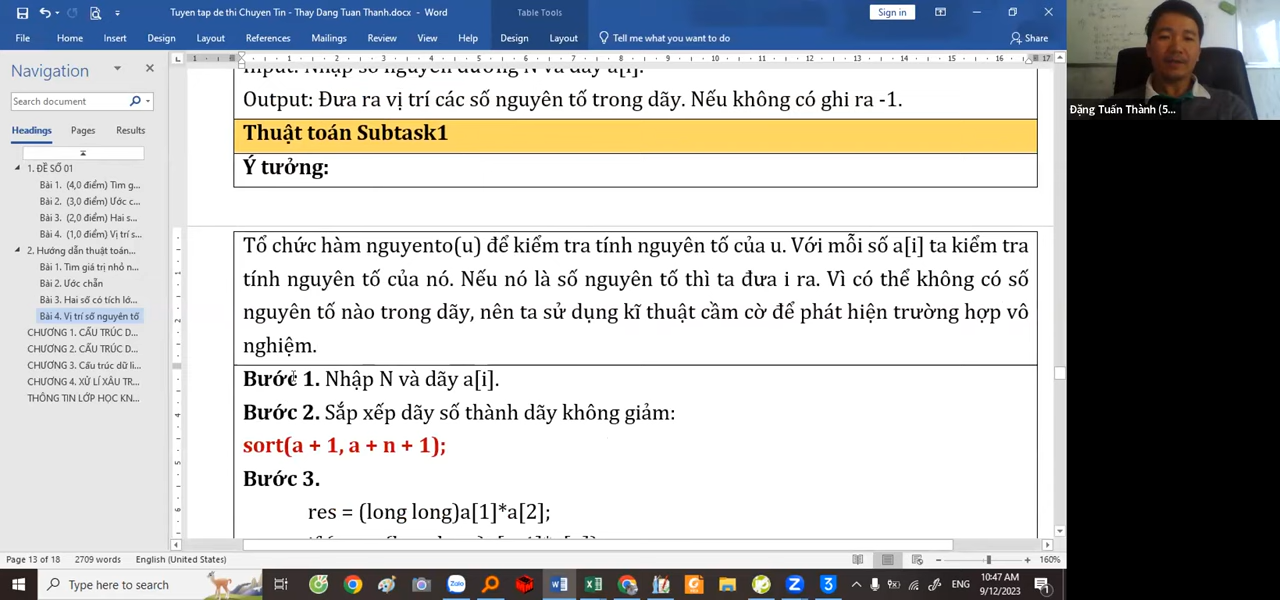 Tuyen tap de thi Chuyen Tin - Thay Dang Tuan Thanh.docx - Word
Table Tools
Sign in
File Home Insert Design Layout References Mailings Review View Help Design Layout Tell me what you want to do Share
Navigation
Search document
Headings Pages Results
1. ĐỀ SỐ 01
Bài 1. (4,0 điểm) Tìm g...
Bài 2. (3,0 điểm) Ước c...
Bài 3. (2,0 điểm) Hai s...
Bài 4. (1,0 điểm) Vị trí s...
2. Hướng dẫn thuật toán...
Bài 1. Tìm giá trị nhỏ n...
Bài 2. Ước chẵn
Bài 3. Hai số có tích lớ...
Bài 4. Vị trí số nguyên tố
CHƯƠNG 1. CẤU TRÚC D...
CHƯƠNG 2. CẤU TRÚC D...
CHƯƠNG 3. Cấu trúc dữ li...
CHƯƠNG 4. XỬ LÍ XÂU TR...
THÔNG TIN LỚP HỌC KN...
Input: Nhập số nguyên dương N và dãy a[i].
Output: Đưa ra vị trí các số nguyên tố trong dãy. Nếu không có ghi ra -1.
Thuật toán Subtask1
Ý tưởng:
Tổ chức hàm nguyento(u) để kiểm tra tính nguyên tố của u. Với mỗi số a[i] ta kiểm tra
tính nguyên tố của nó. Nếu nó là số nguyên tố thì ta đưa i ra. Vì có thể không có số
nguyên tố nào trong dãy, nên ta sử dụng kĩ thuật cầm cờ để phát hiện trường hợp vô
nghiệm.
Bước 1. Nhập N và dãy a[i].
Bước 2. Sắp xếp dãy số thành dãy không giảm:
sort(a + 1, a + n + 1);
Bước 3.
res = (long long)a[1]*a[2];
Đặng Tuấn Thành (5...
Page 13 of 18 2709 words English (United States) 160%
Type here to search
Zalo
ENG
10:47 AM
9/12/2023